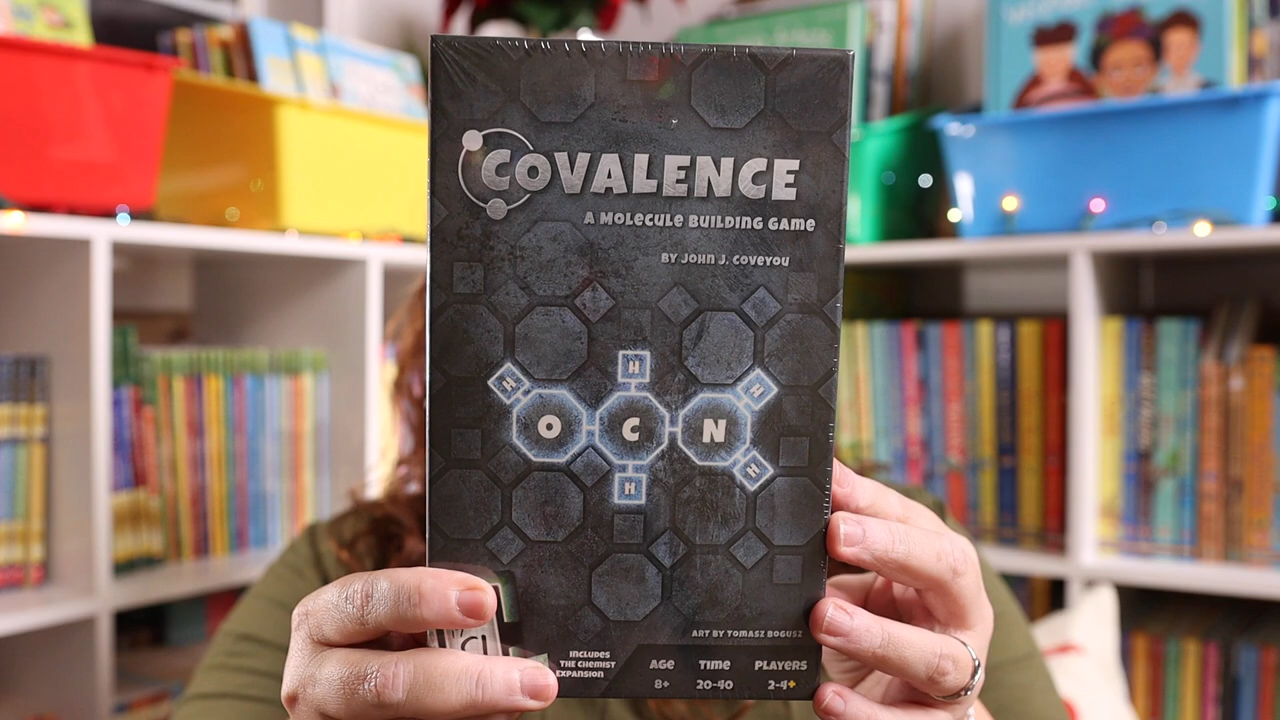 COVALENCE
A MOLECULE BUILDING GAME
BY JOHN J. COVEYOU
H H H
O C N
H H
ART BY TOMASZ BOGUSZ
INCLUDES
THE CHEMIST
EXPANSION
AGE TIME PLAYERS
8+ 20-40 2-4+